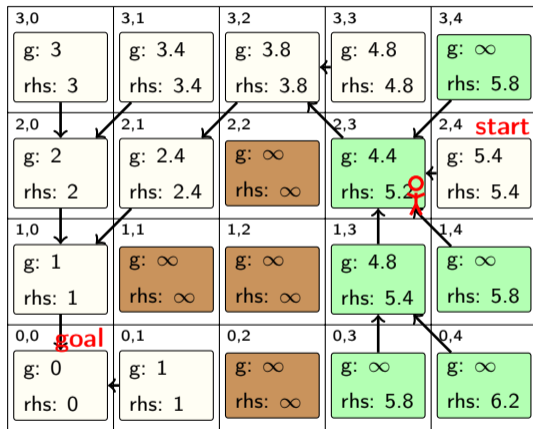 3,0 3,1 3,2 3,3 3,4
g: 3 g: 3.4 g: 3.8 g: 4.8 g: ∞
rhs: 3 rhs: 3.4 rhs: 3.8 rhs: 4.8 rhs: 5.8
2,0 2,1 2,2 2,3 2,4 start
g: 2 g: 2.4 g: ∞ g: 4.4 g: 5.4
rhs: 2 rhs: 2.4 rhs: ∞ rhs: 5.2 rhs: 5.4
1,0 1,1 1,2 1,3 1,4
g: 1 g: ∞ g: ∞ g: 4.8 g: ∞
rhs: 1 rhs: ∞ rhs: ∞ rhs: 5.4 rhs: 5.8
0,0 goal 0,1 0,2 0,3 0,4
g: 0 g: 1 g: ∞ g: ∞ g: ∞
rhs: 0 rhs: 1 rhs: ∞ rhs: 5.8 rhs: 6.2